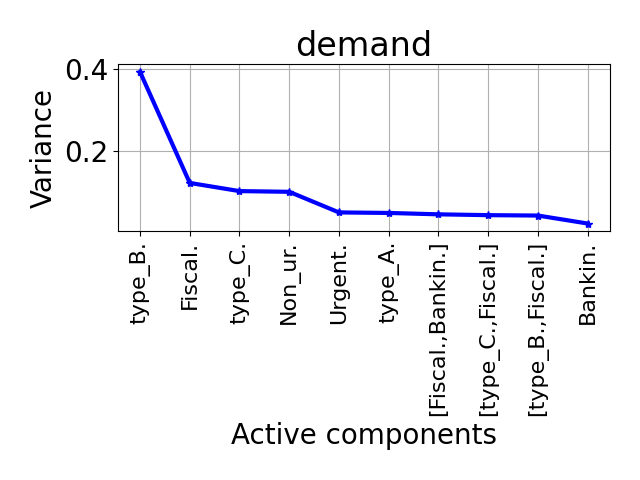 demand
0.4
0.2
Variance
type_B.
Fiscal.
type_C.
Non_ur.
Urgent.
type_A.
[Fiscal.,Bankin.]
[type_C.,Fiscal.]
[type_B.,Fiscal.]
Bankin.
Active components